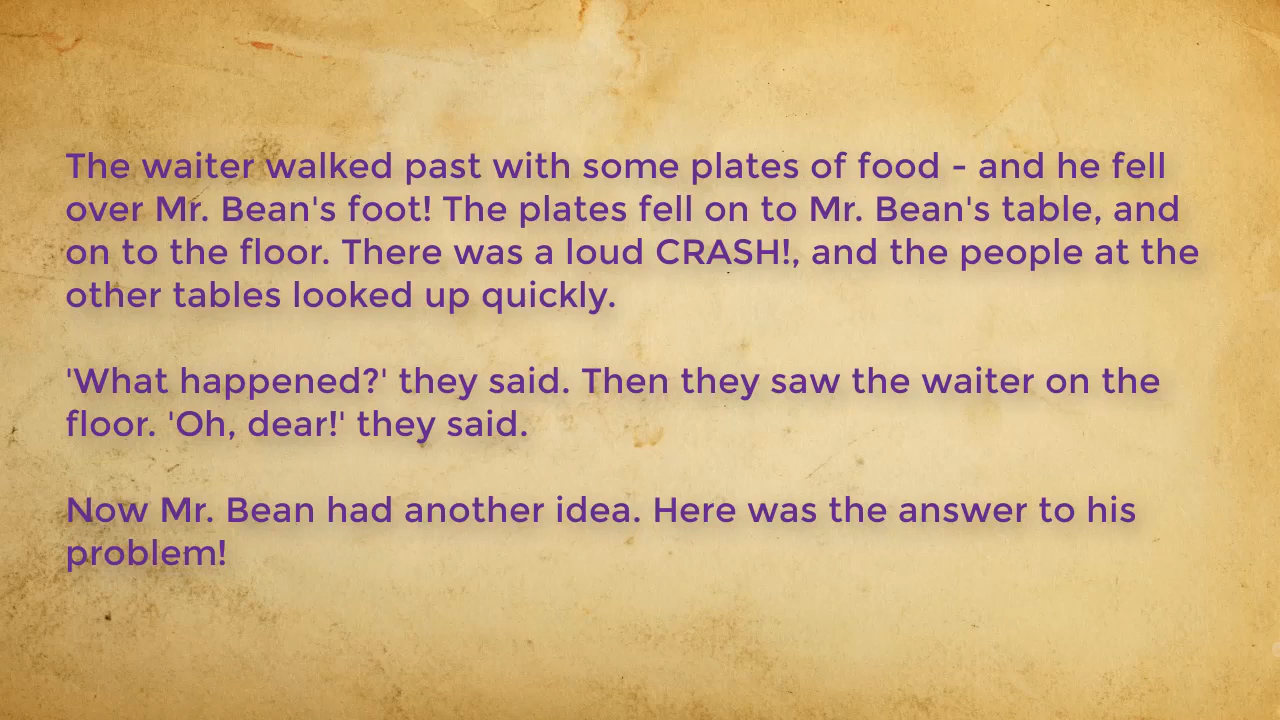 The waiter walked past with some plates of food - and he fell
over Mr. Bean's foot! The plates fell on to Mr. Bean's table, and
on to the floor. There was a loud CRASH!, and the people at the
other tables looked up quickly.
'What happened?' they said. Then they saw the waiter on the
floor. 'Oh, dear!' they said.
Now Mr. Bean had another idea. Here was the answer to his
problem!